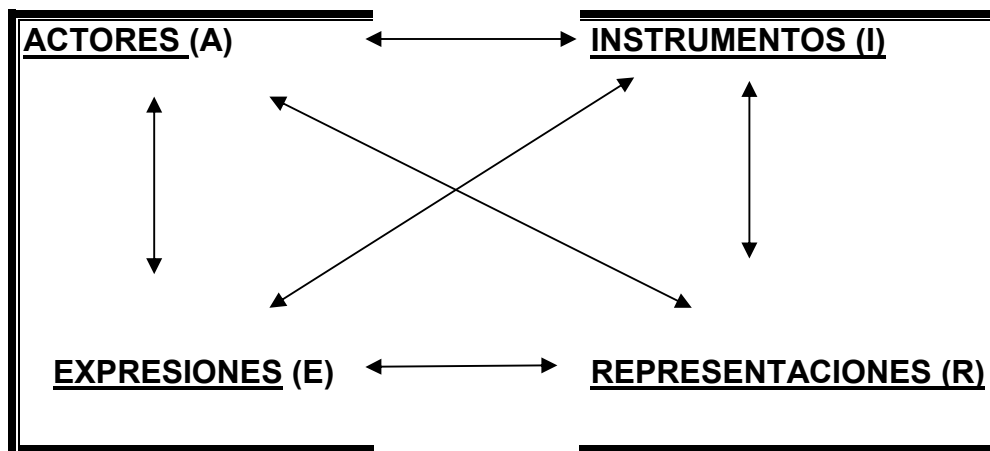 ACTORES (A)
INSTRUMENTOS (I)
EXPRESIONES (E)
REPRESENTACIONES (R)